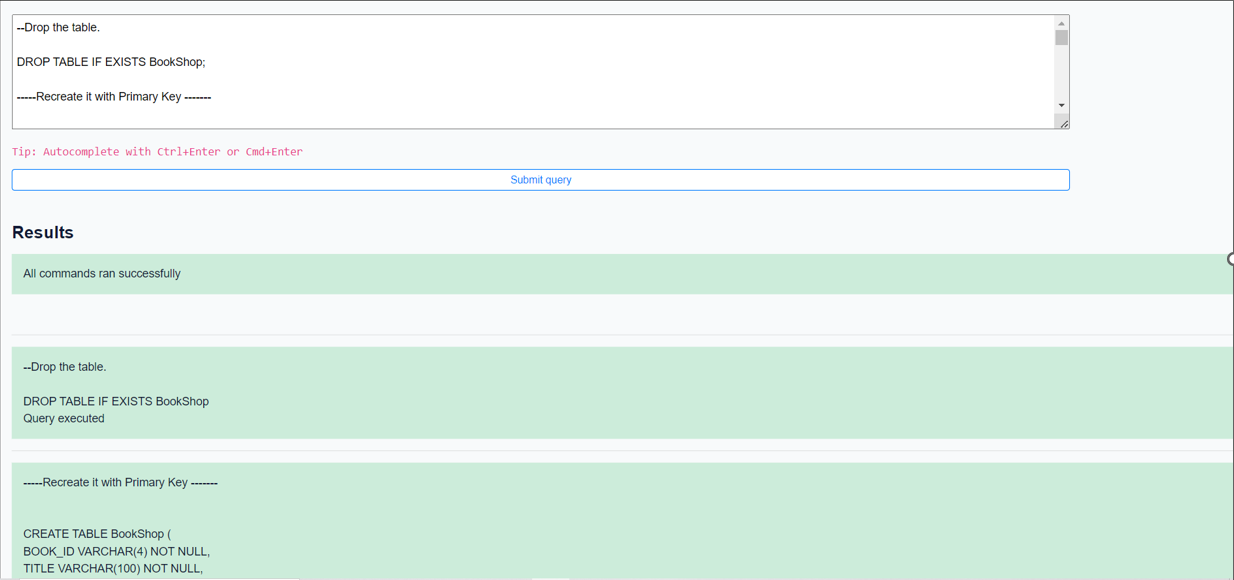 --Drop the table.
DROP TABLE IF EXISTS BookShop;
-----Recreate it with Primary Key -------
Tip: Autocomplete with Ctrl+Enter or Cmd+Enter
Submit query
Results
All commands ran successfully
--Drop the table.
DROP TABLE IF EXISTS BookShop
Query executed
-----Recreate it with Primary Key -------
CREATE TABLE BookShop (
BOOK_ID VARCHAR(4) NOT NULL,
TITLE VARCHAR(100) NOT NULL,